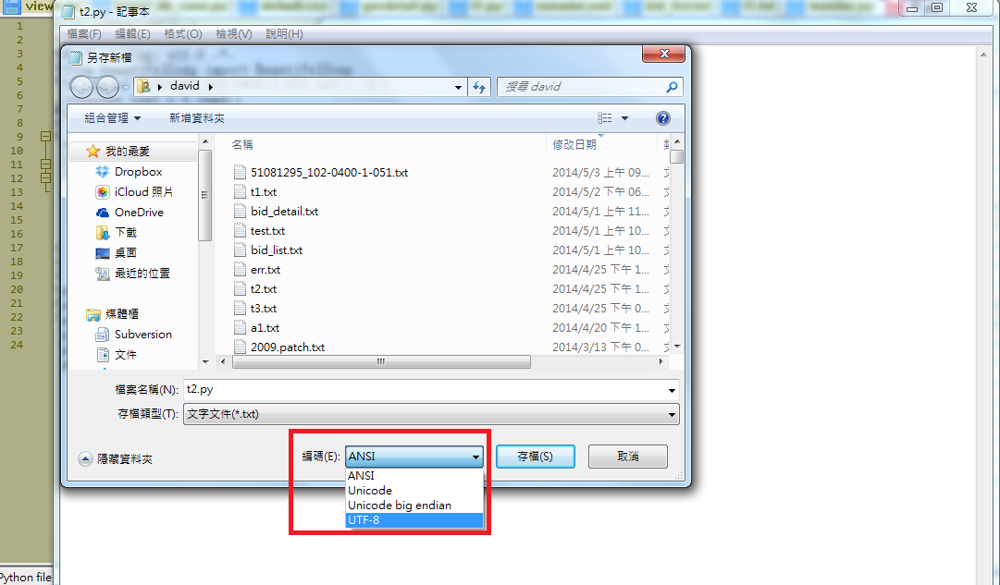 view
t2.py - 記事本
檔案(F) 編輯(E) 格式(O) 檢視(V) 說明(H)
另存新檔
david
搜尋 david
組合管理 新增資料夾
我的最愛
Dropbox
iCloud 照片
OneDrive
下載
桌面
最近的位置
媒體櫃
Subversion
文件
名稱 修改日期
51081295_102-0400-1-051.txt 2014/5/3 上午 09... 
t1.txt 2014/5/2 下午 06...
bid_detail.txt 2014/5/1 上午 11...
test.txt 2014/5/1 上午 10...
bid_list.txt 2014/5/1 上午 10...
err.txt 2014/4/25 下午 1...
t2.txt 2014/4/25 下午 1...
t3.txt 2014/4/25 下午 0...
a1.txt 2014/4/20 下午 1...
2009.patch.txt 2014/3/13 下午 0...
檔案名稱(N): t2.py
存檔類型(T): 文字文件(*.txt)
隱藏資料夾
編碼(E): ANSI
存檔(S)
取消
ANSI
Unicode
Unicode big endian
UTF-8
1
2
3
4
5
6
7
8
9
10
11
12
13
14
15
16
17
18
19
20
21
22
23
24
Python file